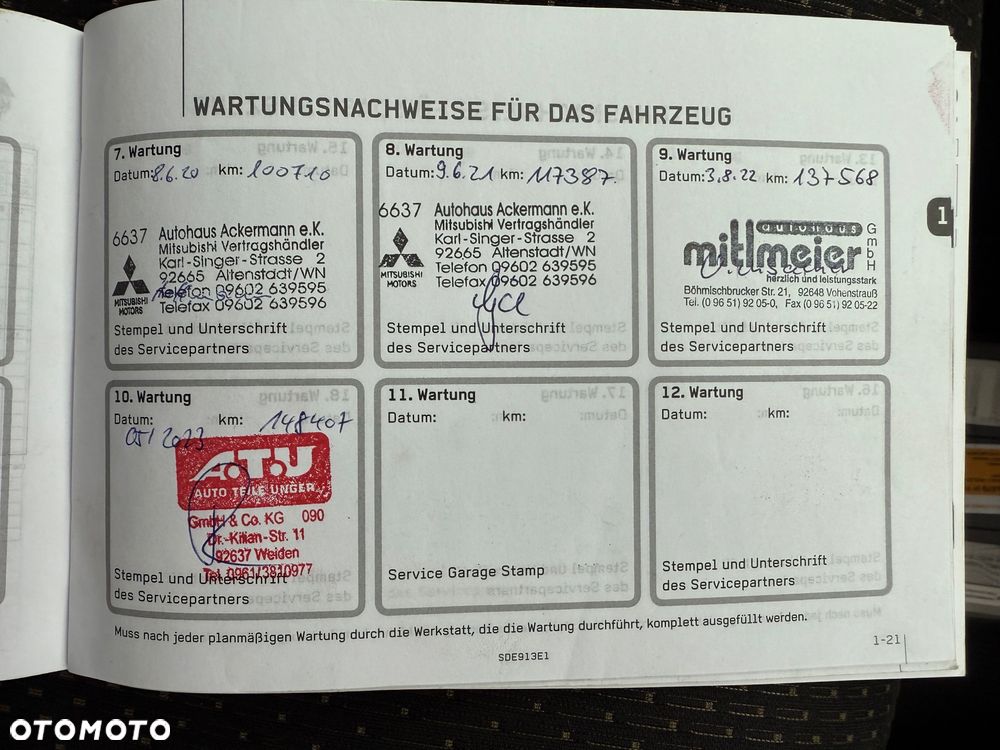 WARTUNGSNACHWEISE FÜR DAS FAHRZEUG
7. Wartung
Datum: 8.6.20 km: 100710
6637 Autohaus Ackermann e.K.
Mitsubishi Vertragshändler
Karl-Singer-Strasse 2
92665 Altenstadt/WN
Telefon 09602 639595
Telefax 09602 639596
MITSUBISHI
MOTORS
Stempel und Unterschrift
des Servicepartners
8. Wartung
Datum: 9.6.21 km: 117387
6637 Autohaus Ackermann e.K.
Mitsubishi Vertragshändler
Karl-Singer-Strasse 2
92665 Altenstadt/WN
Telefon 09602 639595
Telefax 09602 639596
MITSUBISHI
MOTORS
Stempel und Unterschrift
des Servicepartners
9. Wartung
Datum: 3.8.22 km: 137568
autohaus
mitlmeier GmbH
herzlich und leistungsstark
Böhmischbrucker Str. 21, 92648 Vohenstrauß
Tel. (0 96 51) 92 05-0, Fax (0 96 51) 92 05-22
Stempel und Unterschrift
des Servicepartners
1
10. Wartung
Datum: km: 148407
05/2023
A.T.U
AUTO TEILE UNGER
GmbH & Co. KG 090
Dr.-Kilian-Str. 11
92637 Weiden
Tel. 0961/3810977
Stempel und Unterschrift
des Servicepartners
11. Wartung
Datum: km:
Service Garage Stamp
12. Wartung
Datum: km:
Stempel und Unterschrift
des Servicepartners
Muss nach jeder planmäßigen Wartung durch die Werkstatt, die die Wartung durchführt, komplett ausgefüllt werden.
1-21
SDE913E1
OTOMOTO